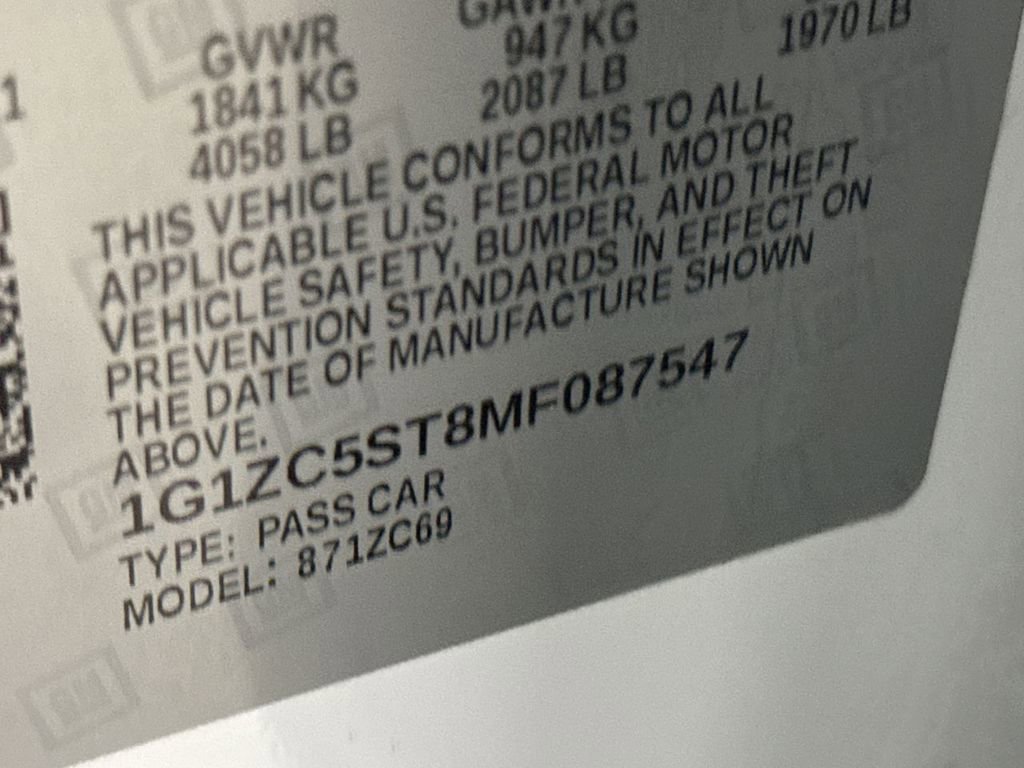 GVWR
1841 KG
4058 LB
947 KG
2087 LB
1970 LB
1
THIS VEHICLE CONFORMS TO ALL
APPLICABLE U.S. FEDERAL MOTOR
VEHICLE SAFETY, BUMPER, AND THEFT
PREVENTION STANDARDS IN EFFECT ON
THE DATE OF MANUFACTURE SHOWN
ABOVE.
1G1ZC5ST8MF087547
TYPE: PASS CAR
MODEL: 871ZC69
GM